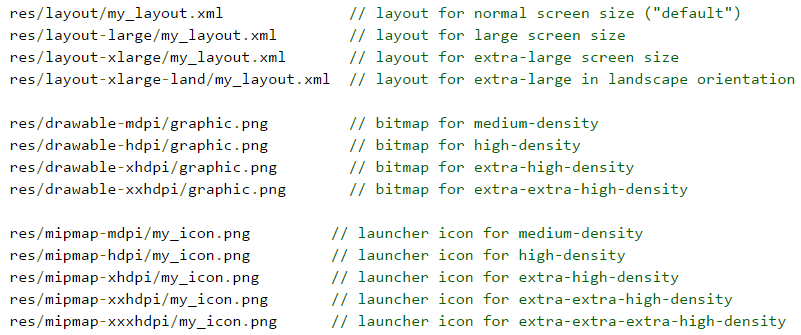 res/layout/my_layout.xml              // layout for normal screen size ("default")
res/layout-large/my_layout.xml        // layout for large screen size
res/layout-xlarge/my_layout.xml       // layout for extra-large screen size
res/layout-xlarge-land/my_layout.xml  // layout for extra-large in landscape orientation

res/drawable-mdpi/graphic.png         // bitmap for medium-density
res/drawable-hdpi/graphic.png         // bitmap for high-density
res/drawable-xhdpi/graphic.png        // bitmap for extra-high-density
res/drawable-xxhdpi/graphic.png       // bitmap for extra-extra-high-density

res/mipmap-mdpi/my_icon.png         // launcher icon for medium-density
res/mipmap-hdpi/my_icon.png         // launcher icon for high-density
res/mipmap-xhdpi/my_icon.png        // launcher icon for extra-high-density
res/mipmap-xxhdpi/my_icon.png       // launcher icon for extra-extra-high-density
res/mipmap-xxxhdpi/my_icon.png      // launcher icon for extra-extra-extra-high-density